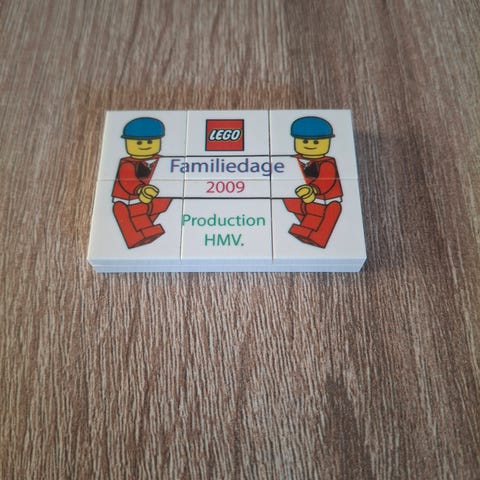 LEGO
Familiedage
2009
Production
HMV.